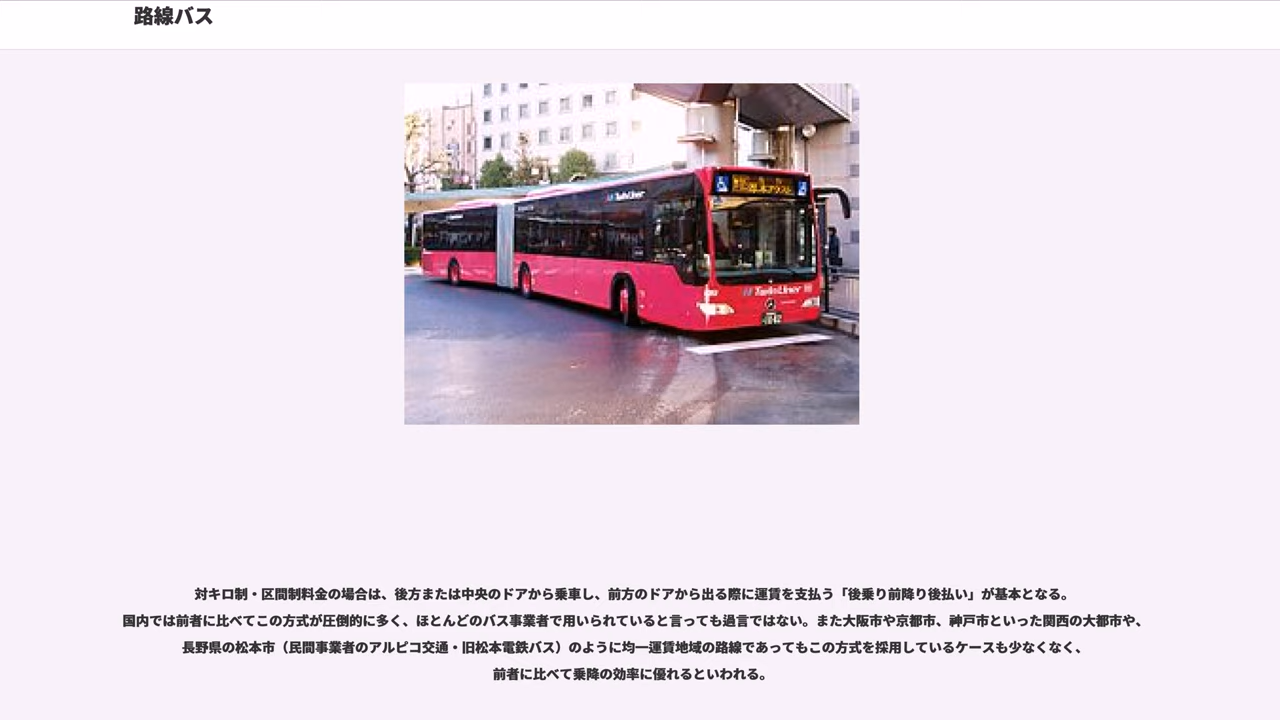 路線バス
TwinLiner
TwinLiner
対キロ制・区間制料金の場合は、後方または中央のドアから乗車し、前方のドアから出る際に運賃を支払う「後乗り前降り後払い」が基本となる。
国内では前者に比べてこの方式が圧倒的に多く、ほとんどのバス事業者で用いられていると言っても過言ではない。また大阪市や京都市、神戸市といった関西の大都市や、
長野県の松本市（民間事業者のアルピコ交通・旧松本電鉄バス）のように均一運賃地域の路線であってもこの方式を採用しているケースも少なくなく、
前者に比べて乗降の効率に優れるといわれる。